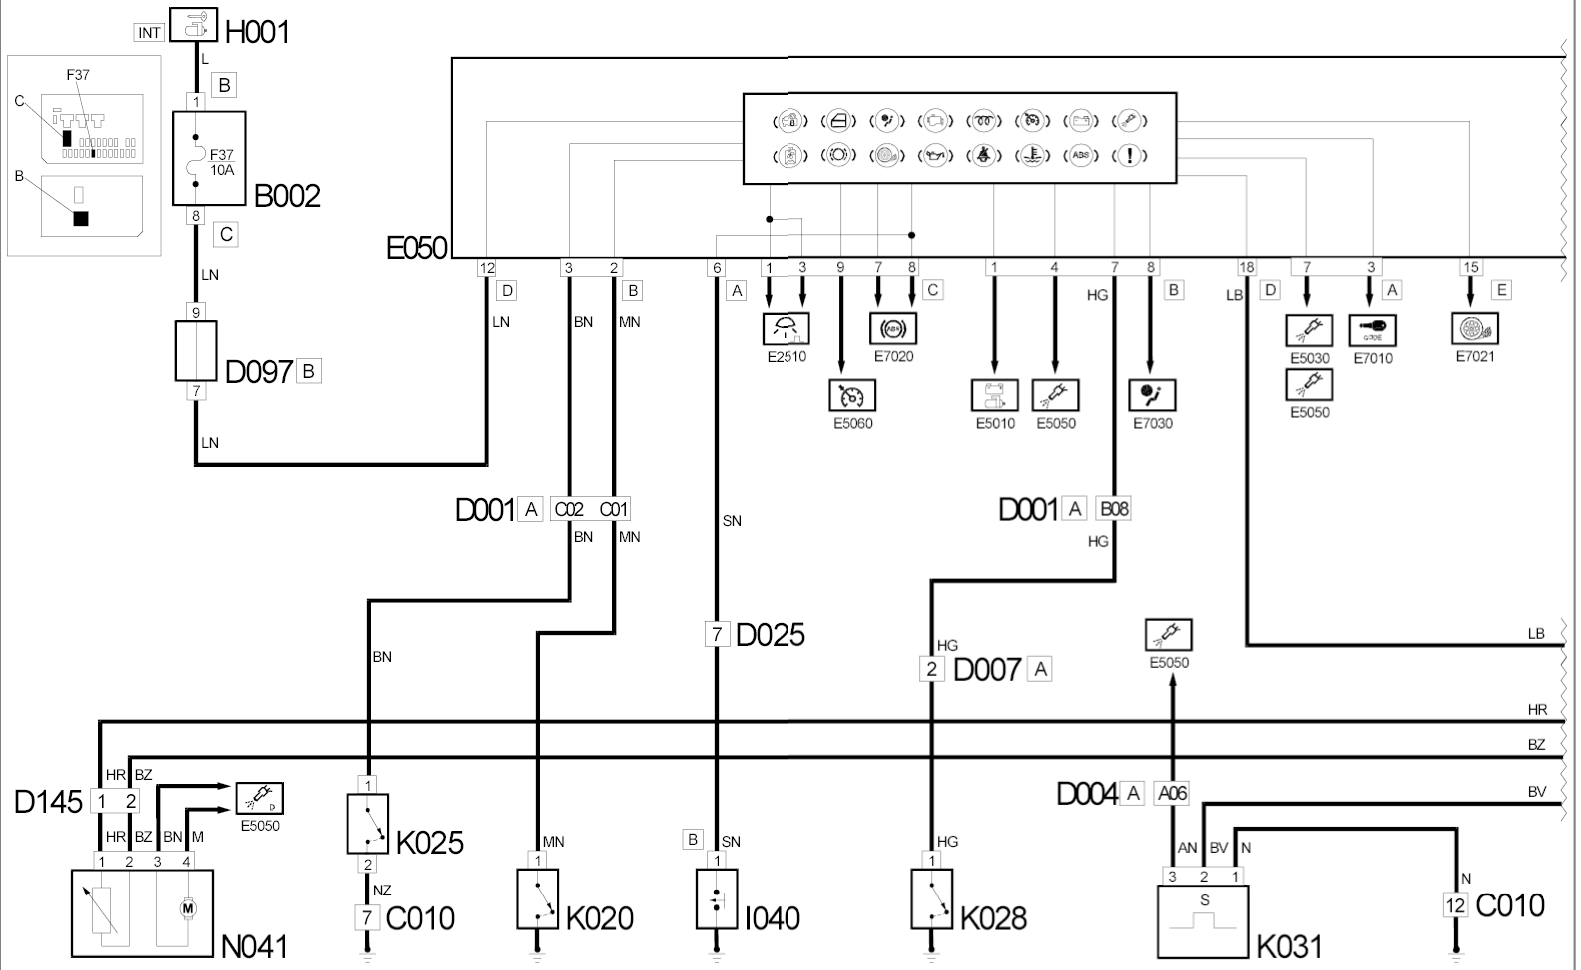 INT H001
L
F37
B
C
1
F37
10A
B002
B
8
C
E050
ABS
12 3 2 6 1 3 9 7 8 1 4 7 8 18 7 3 15
D B A C B D A E
LN
LN BN MN HG LB
9
D097 B
7
E2510 E7020 E5030 E7010 E7021
ABS CODE
E5060 E5010 E5050 E7030 E5050
LN
D001 A C02 C01 D001 A B08
SN
BN MN HG
7 D025
E5050
LB
BN
HG
2 D007 A
HR
BZ
HR BZ
D145 1 2
D
E5050
1
D004 A A06
BV
HR BZ BN M
K025
MN
B SN
HG
AN BV N
1 2 3 4
2
1 1 1
3 2 1
N
NZ
M
7 C010
K020
I040
K028
S
12 C010
N041
K031